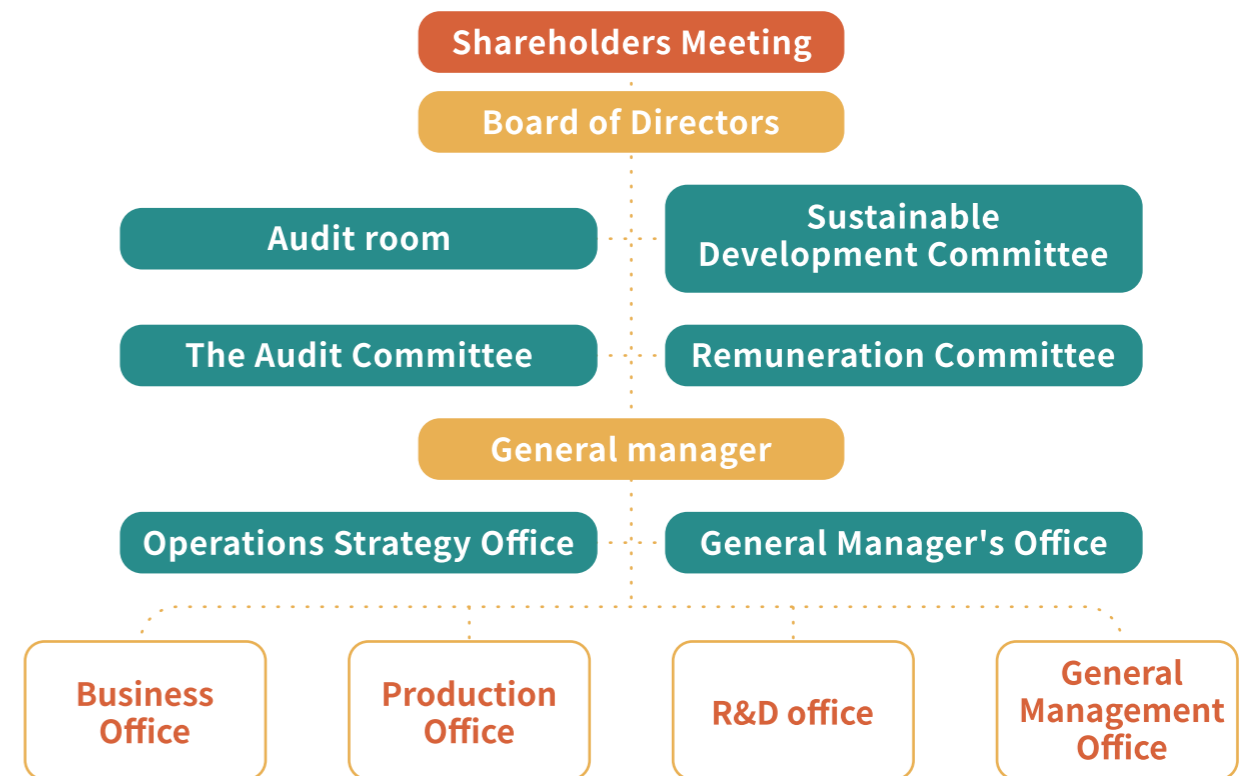 Shareholders Meeting
Board of Directors
Audit room
Sustainable
Development Committee
The Audit Committee
Remuneration Committee
General manager
Operations Strategy Office
General Manager's Office
Business
Office
Production
Office
R&D office
General
Management
Office